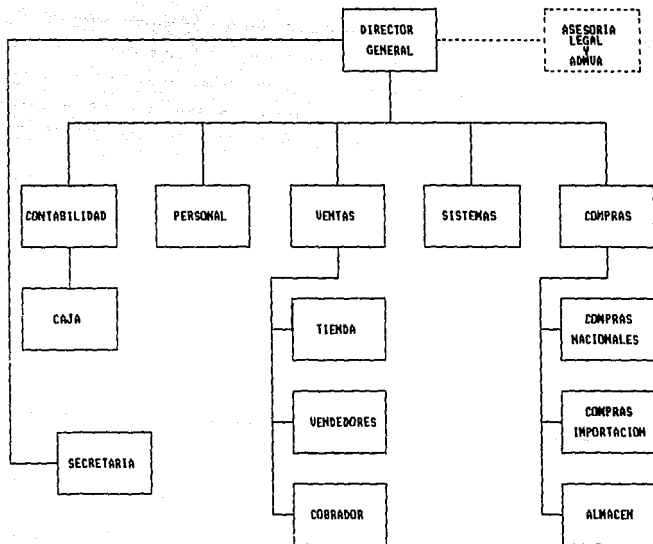 DIRECTOR
GENERAL
ASESORIA
LEGAL
Y
ADMVA
CONTABILIDAD
PERSONAL
VENTAS
SISTEMAS
COMPRAS
CAJA
TIENDA
COMPRAS
NACIONALES
VENDEDORES
COMPRAS
IMPORTACION
SECRETARIA
COBRADOR
ALMACEN